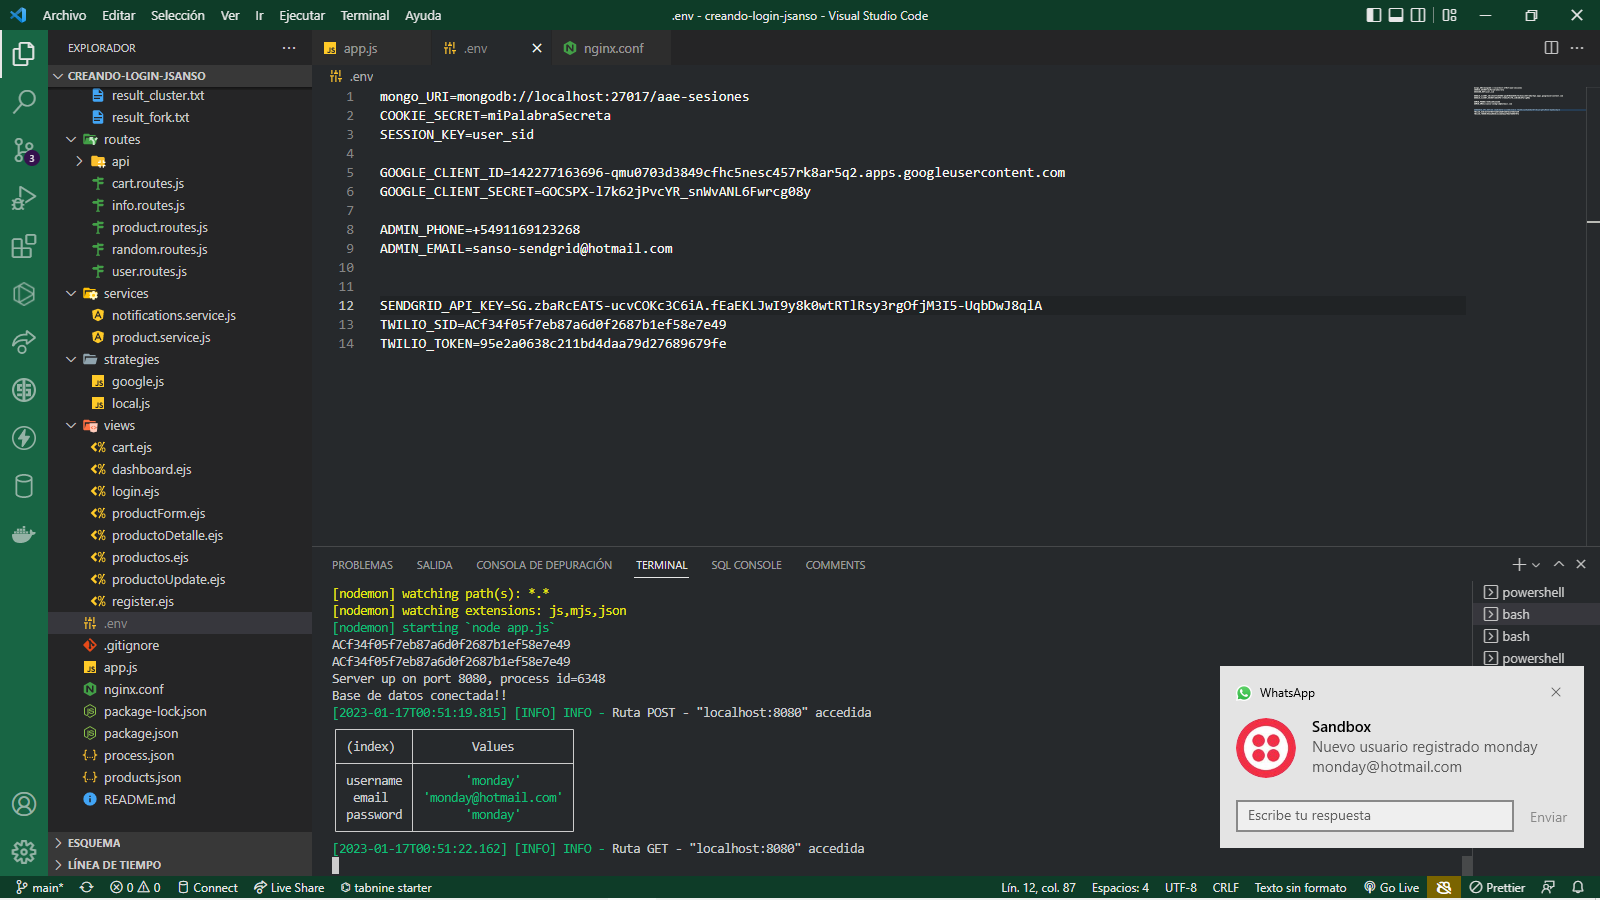 Archivo Editar Selección Ver Ir Ejecutar Terminal Ayuda
.env - creando-login-jsanso - Visual Studio Code
EXPLORADOR
CREANDO-LOGIN-JSANSO
result_cluster.txt
result_fork.txt
routes
api
cart.routes.js
info.routes.js
product.routes.js
random.routes.js
user.routes.js
services
notifications.service.js
product.service.js
strategies
google.js
local.js
views
cart.ejs
dashboard.ejs
login.ejs
productForm.ejs
productoDetalle.ejs
productos.ejs
productoUpdate.ejs
register.ejs
.env
.gitignore
app.js
nginx.conf
package-lock.json
package.json
process.json
products.json
README.md
ESQUEMA
LÍNEA DE TIEMPO
3
app.js
.env
nginx.conf
.env
1 mongo_URI=mongodb://localhost:27017/aae-sesiones
2 COOKIE_SECRET=miPalabraSecreta
3 SESSION_KEY=user_sid
4
5 GOOGLE_CLIENT_ID=142277163696-qmu0703d3849cfhc5nesc457rk8ar5q2.apps.googleusercontent.com
6 GOOGLE_CLIENT_SECRET=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
7
8 ADMIN_PHONE=+5491169123268
9 ADMIN_EMAIL=sanso-sendgrid@hotmail.com
10
11
12 SENDGRID_API_KEY=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
13 TWILIO_SID=ACf34f05f7eb87a6d0f2687b1ef58e7e49
14 TWILIO_TOKEN=95e2a0638c211bd4daa79d27689679fe
PROBLEMAS SALIDA CONSOLA DE DEPURACIÓN TERMINAL SQL CONSOLE COMMENTS
[nodemon] watching path(s): *.*
[nodemon] watching extensions: js,mjs,json
[nodemon] starting `node app.js`
ACf34f05f7eb87a6d0f2687b1ef58e7e49
ACf34f05f7eb87a6d0f2687b1ef58e7e49
Server up on port 8080, process id=6348
Base de datos conectada!!
[2023-01-17T00:51:19.815] [INFO] INFO - Ruta POST - "localhost:8080" accedida
(index) Values
username 'monday'
email 'monday@hotmail.com'
password 'monday'
[2023-01-17T00:51:22.162] [INFO] INFO - Ruta GET - "localhost:8080" accedida
powershell
bash
bash
powershell
WhatsApp
Sandbox
Nuevo usuario registrado monday
monday@hotmail.com
Escribe tu respuesta
Enviar
main* 0 0 Connect Live Share tabnine starter
Lín. 12, col. 87 Espacios: 4 UTF-8 CRLF Texto sin formato Go Live Prettier